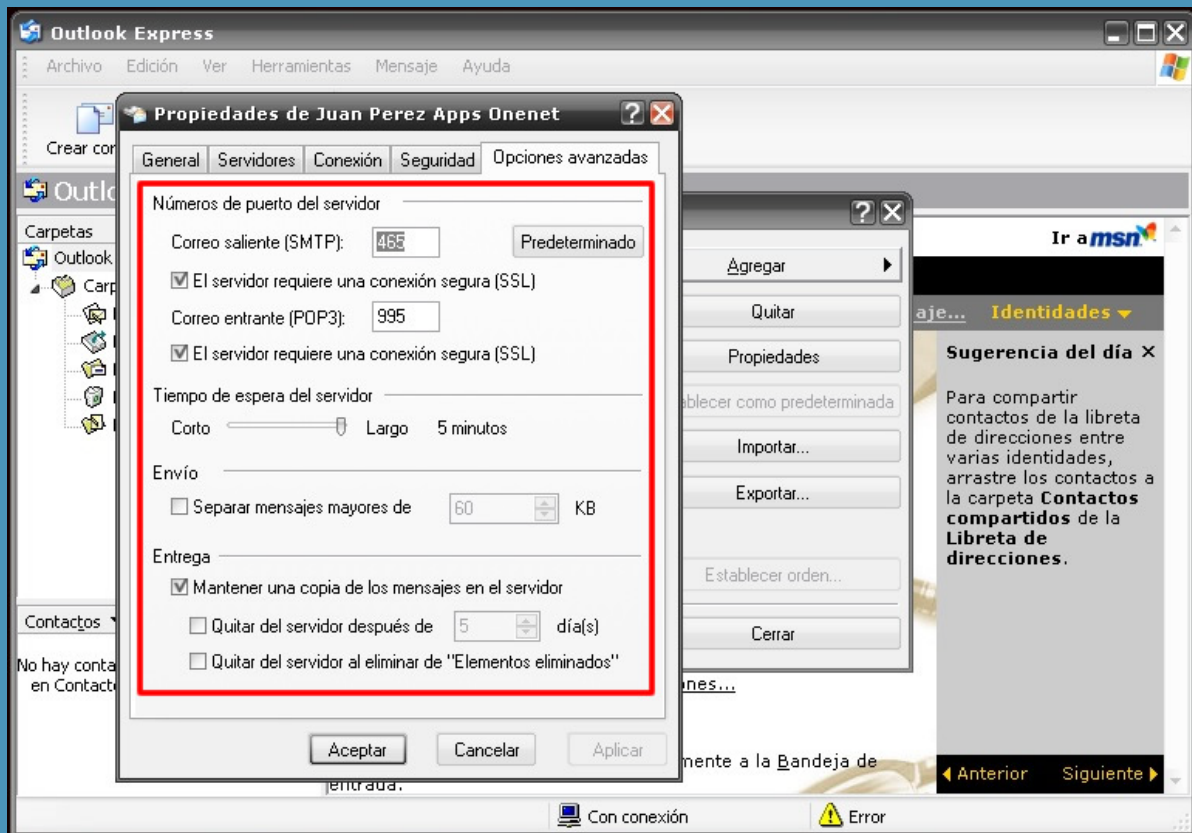 Outlook Express
Archivo Edición Ver Herramientas Mensaje Ayuda
Crear cor
Outlo
Carpetas
Outlook
Carp
Contactos
No hay conta
en Contact
Propiedades de Juan Perez Apps Onenet
General Servidores Conexión Seguridad Opciones avanzadas
Números de puerto del servidor
Correo saliente (SMTP): 465 Predeterminado
El servidor requiere una conexión segura (SSL)
Correo entrante (POP3): 995
El servidor requiere una conexión segura (SSL)
Tiempo de espera del servidor
Corto Largo 5 minutos
Envío
Separar mensajes mayores de 60 KB
Entrega
Mantener una copia de los mensajes en el servidor
Quitar del servidor después de 5 día(s)
Quitar del servidor al eliminar de "Elementos eliminados"
Aceptar Cancelar Aplicar
Agregar
Quitar
Propiedades
ablecer como predeterminada
Importar...
Exportar...
Establecer orden...
Cerrar
Ir a msn
aje... Identidades
Sugerencia del día
Para compartir
contactos de la libreta
de direcciones entre
varias identidades,
arrastre los contactos a
la carpeta Contactos
compartidos de la
Libreta de
direcciones.
nes...
mente a la Bandeja de
entrada.
Anterior Siguiente
Con conexión Error